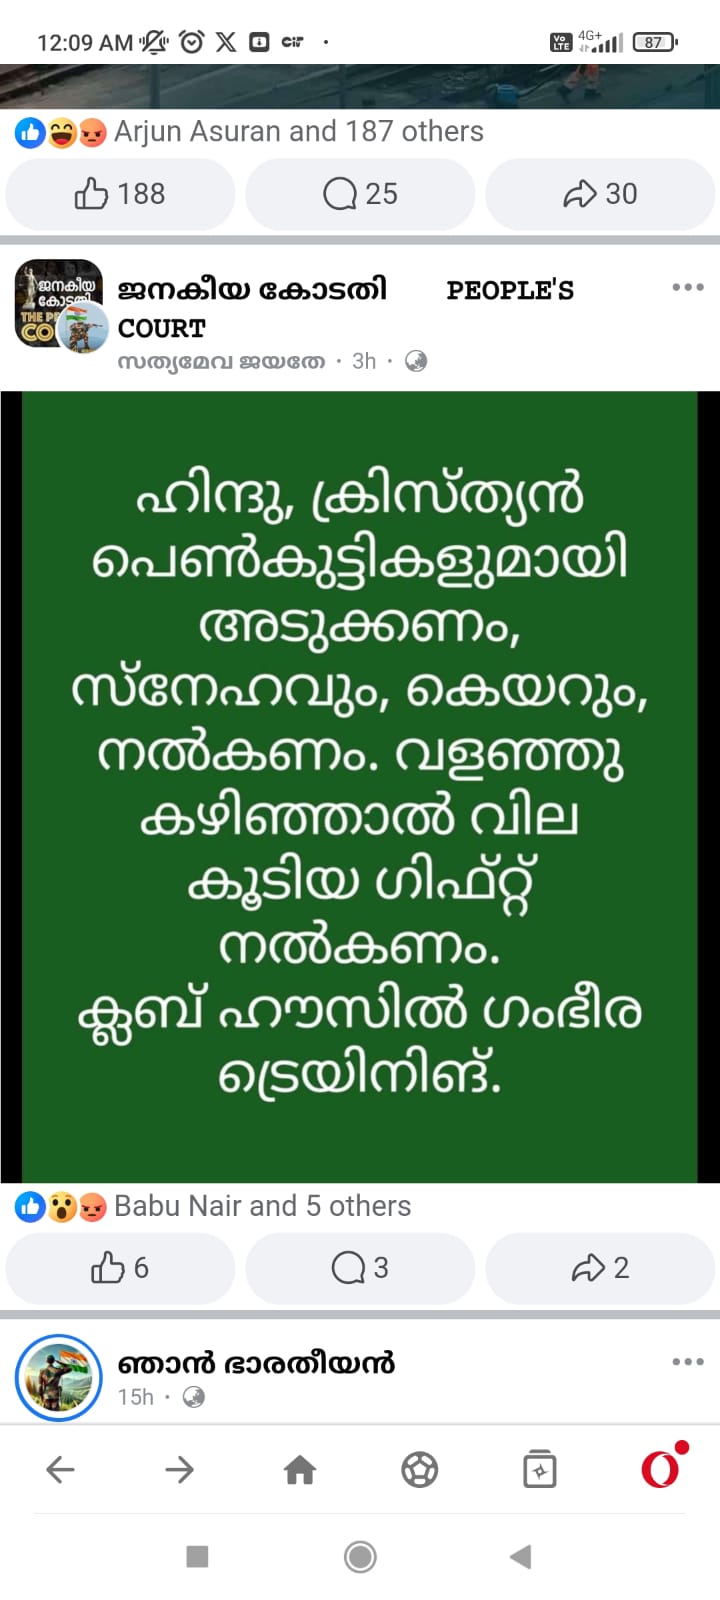 12:09 AM
4G+
87
Arjun Asuran and 187 others
188
25
30
ജനകീയ കോടതി PEOPLE'S
COURT
സത്യമേവ ജയതേ · 3h ·
ഹിന്ദു, ക്രിസ്ത്യൻ
പെൺകുട്ടികളുമായി
അടുക്കണം,
സ്നേഹവും, കെയറും,
നൽകണം. വളഞ്ഞു
കഴിഞ്ഞാൽ വില
കൂടിയ ഗിഫ്റ്റ്
നൽകണം.
ക്ലബ് ഹൗസിൽ ഗംഭീര
ട്രെയിനിങ്.
Babu Nair and 5 others
6
3
2
ഞാൻ ഭാരതീയൻ
15h ·